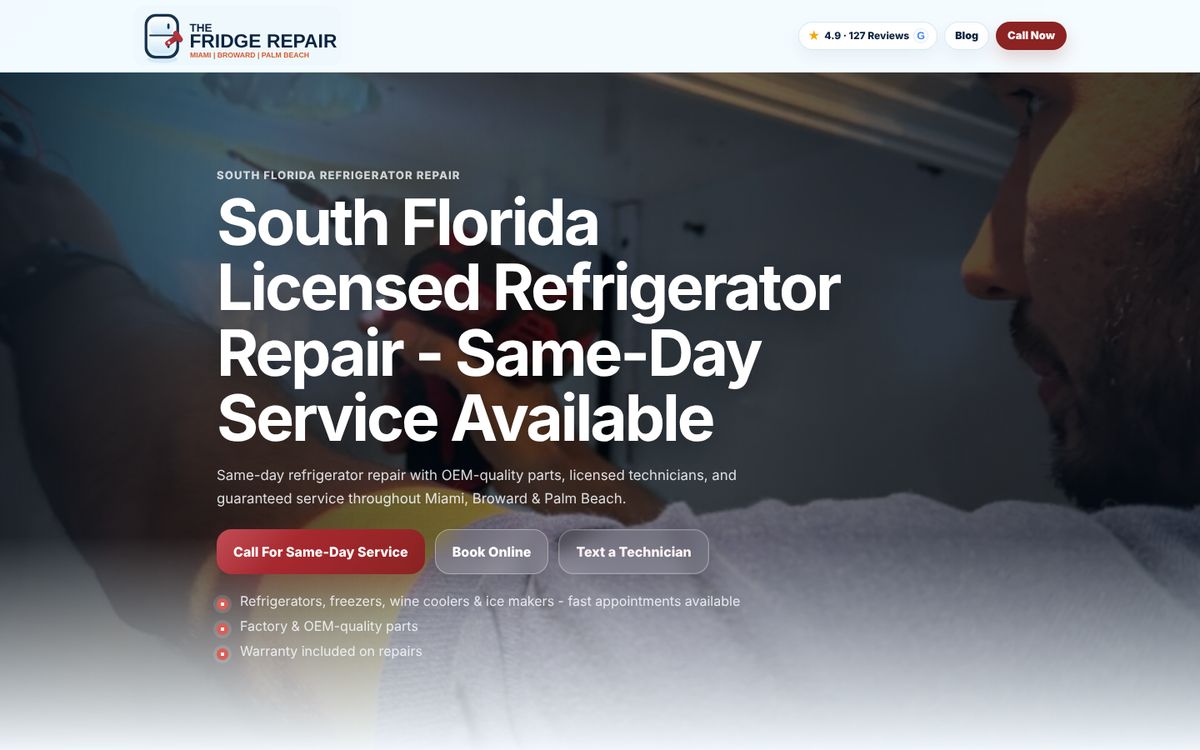 THE
FRIDGE REPAIR
MIAMI | BROWARD | PALM BEACH
★ 4.9 · 127 Reviews G
Blog
Call Now
SOUTH FLORIDA REFRIGERATOR REPAIR
South Florida
Licensed Refrigerator
Repair - Same-Day
Service Available
Same-day refrigerator repair with OEM-quality parts, licensed technicians, and
guaranteed service throughout Miami, Broward & Palm Beach.
Call For Same-Day Service
Book Online
Text a Technician
Refrigerators, freezers, wine coolers & ice makers - fast appointments available
Factory & OEM-quality parts
Warranty included on repairs